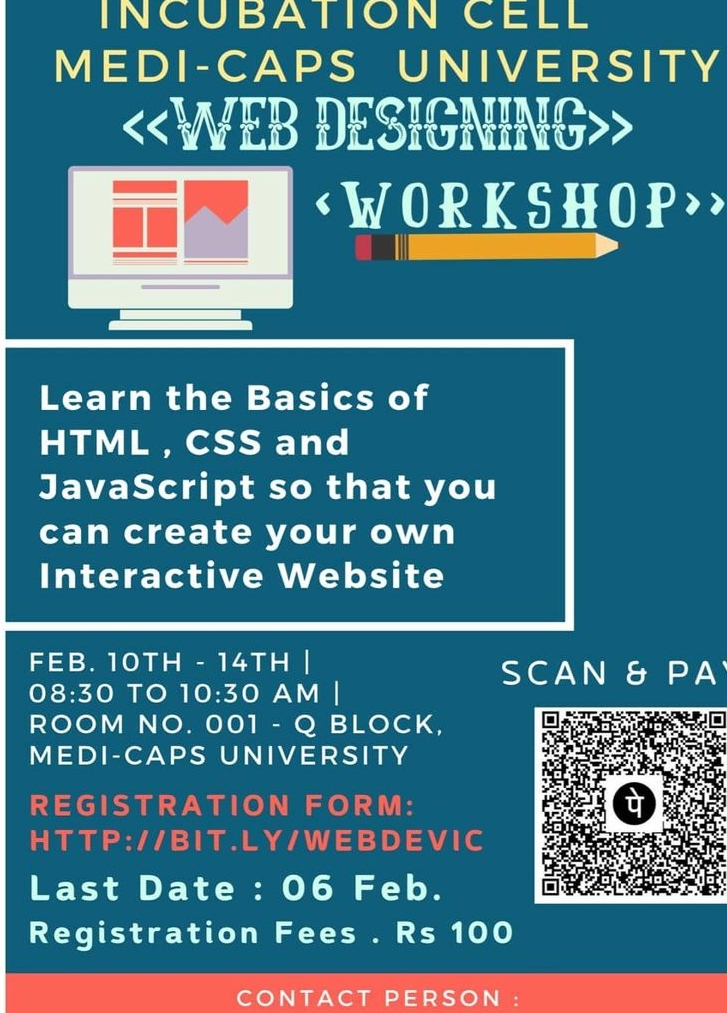 INCUBATION CELL
MEDI-CAPS UNIVERSITY
<<WEB DESIGNING>>
<WORKSHOP>>
Learn the Basics of
HTML , CSS and
JavaScript so that you
can create your own
Interactive Website
FEB. 10TH - 14TH |
08:30 TO 10:30 AM |
ROOM NO. 001 - Q BLOCK,
MEDI-CAPS UNIVERSITY
SCAN & PAY
पे
REGISTRATION FORM:
HTTP://BIT.LY/WEBDEVIC
Last Date : 06 Feb.
Registration Fees . Rs 100
CONTACT PERSON :